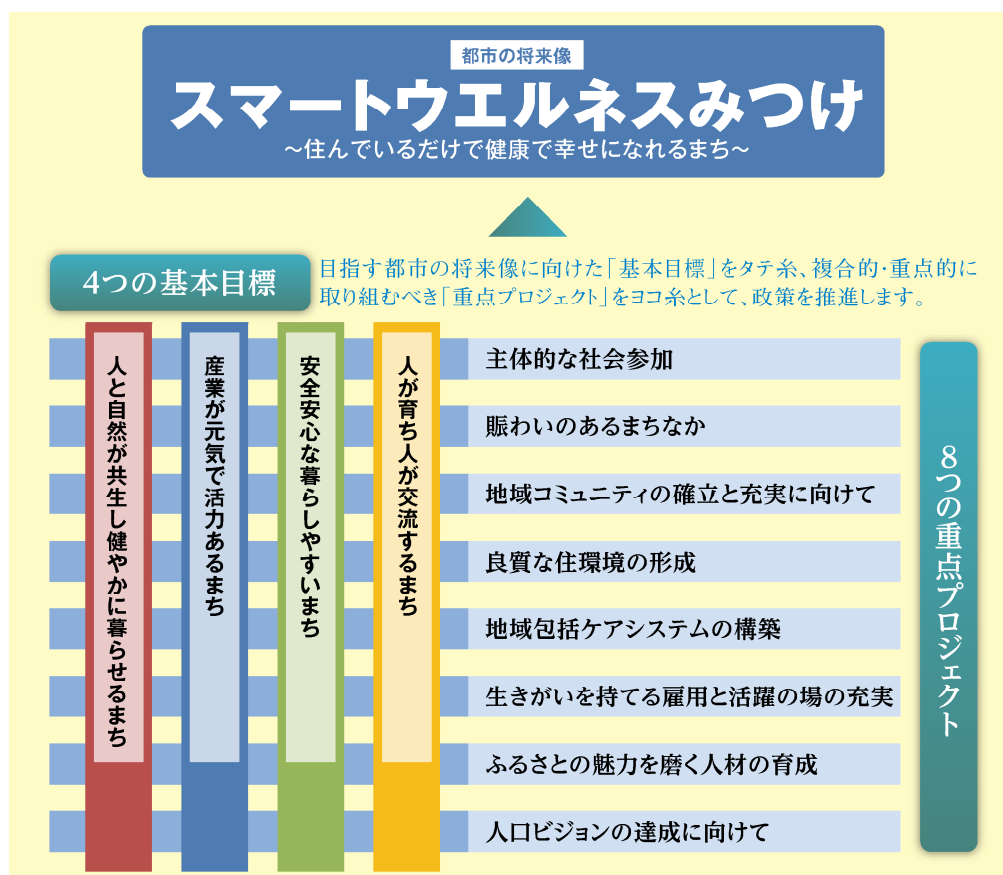 都市の将来像
スマートウエルネスみつけ
～住んでいるだけで健康で幸せになれるまち～
4つの基本目標
目指す都市の将来像に向けた「基本目標」をタテ糸、複合的・重点的に
取り組むべき「重点プロジェクト」をヨコ糸として、政策を推進します。
人と自然が共生し健やかに暮らせるまち
産業が元気で活力あるまち
安全安心な暮らしやすいまち
人が育ち人が交流するまち
主体的な社会参加
賑わいのあるまちなか
地域コミュニティの確立と充実に向けて
良質な住環境の形成
地域包括ケアシステムの構築
生きがいを持てる雇用と活躍の場の充実
ふるさとの魅力を磨く人材の育成
人口ビジョンの達成に向けて
8つの重点プロジェクト